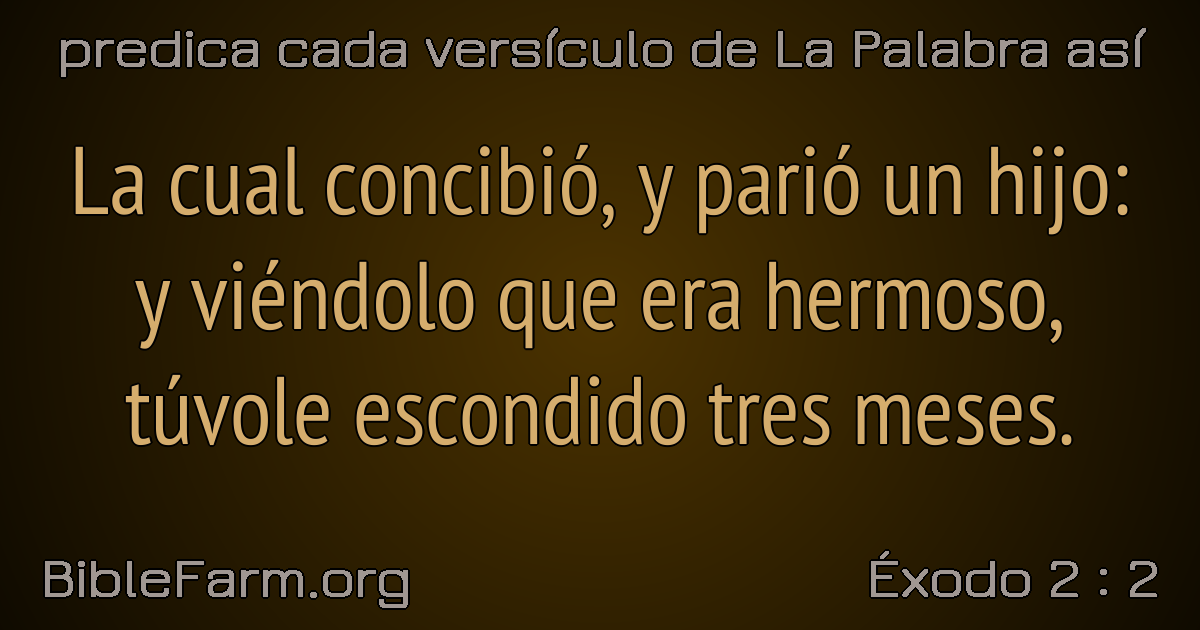 predica cada versículo de La Palabra así
La cual concibió, y parió un hijo:
y viéndolo que era hermoso,
túvole escondido tres meses.
BibleFarm.org
Éxodo 2 : 2